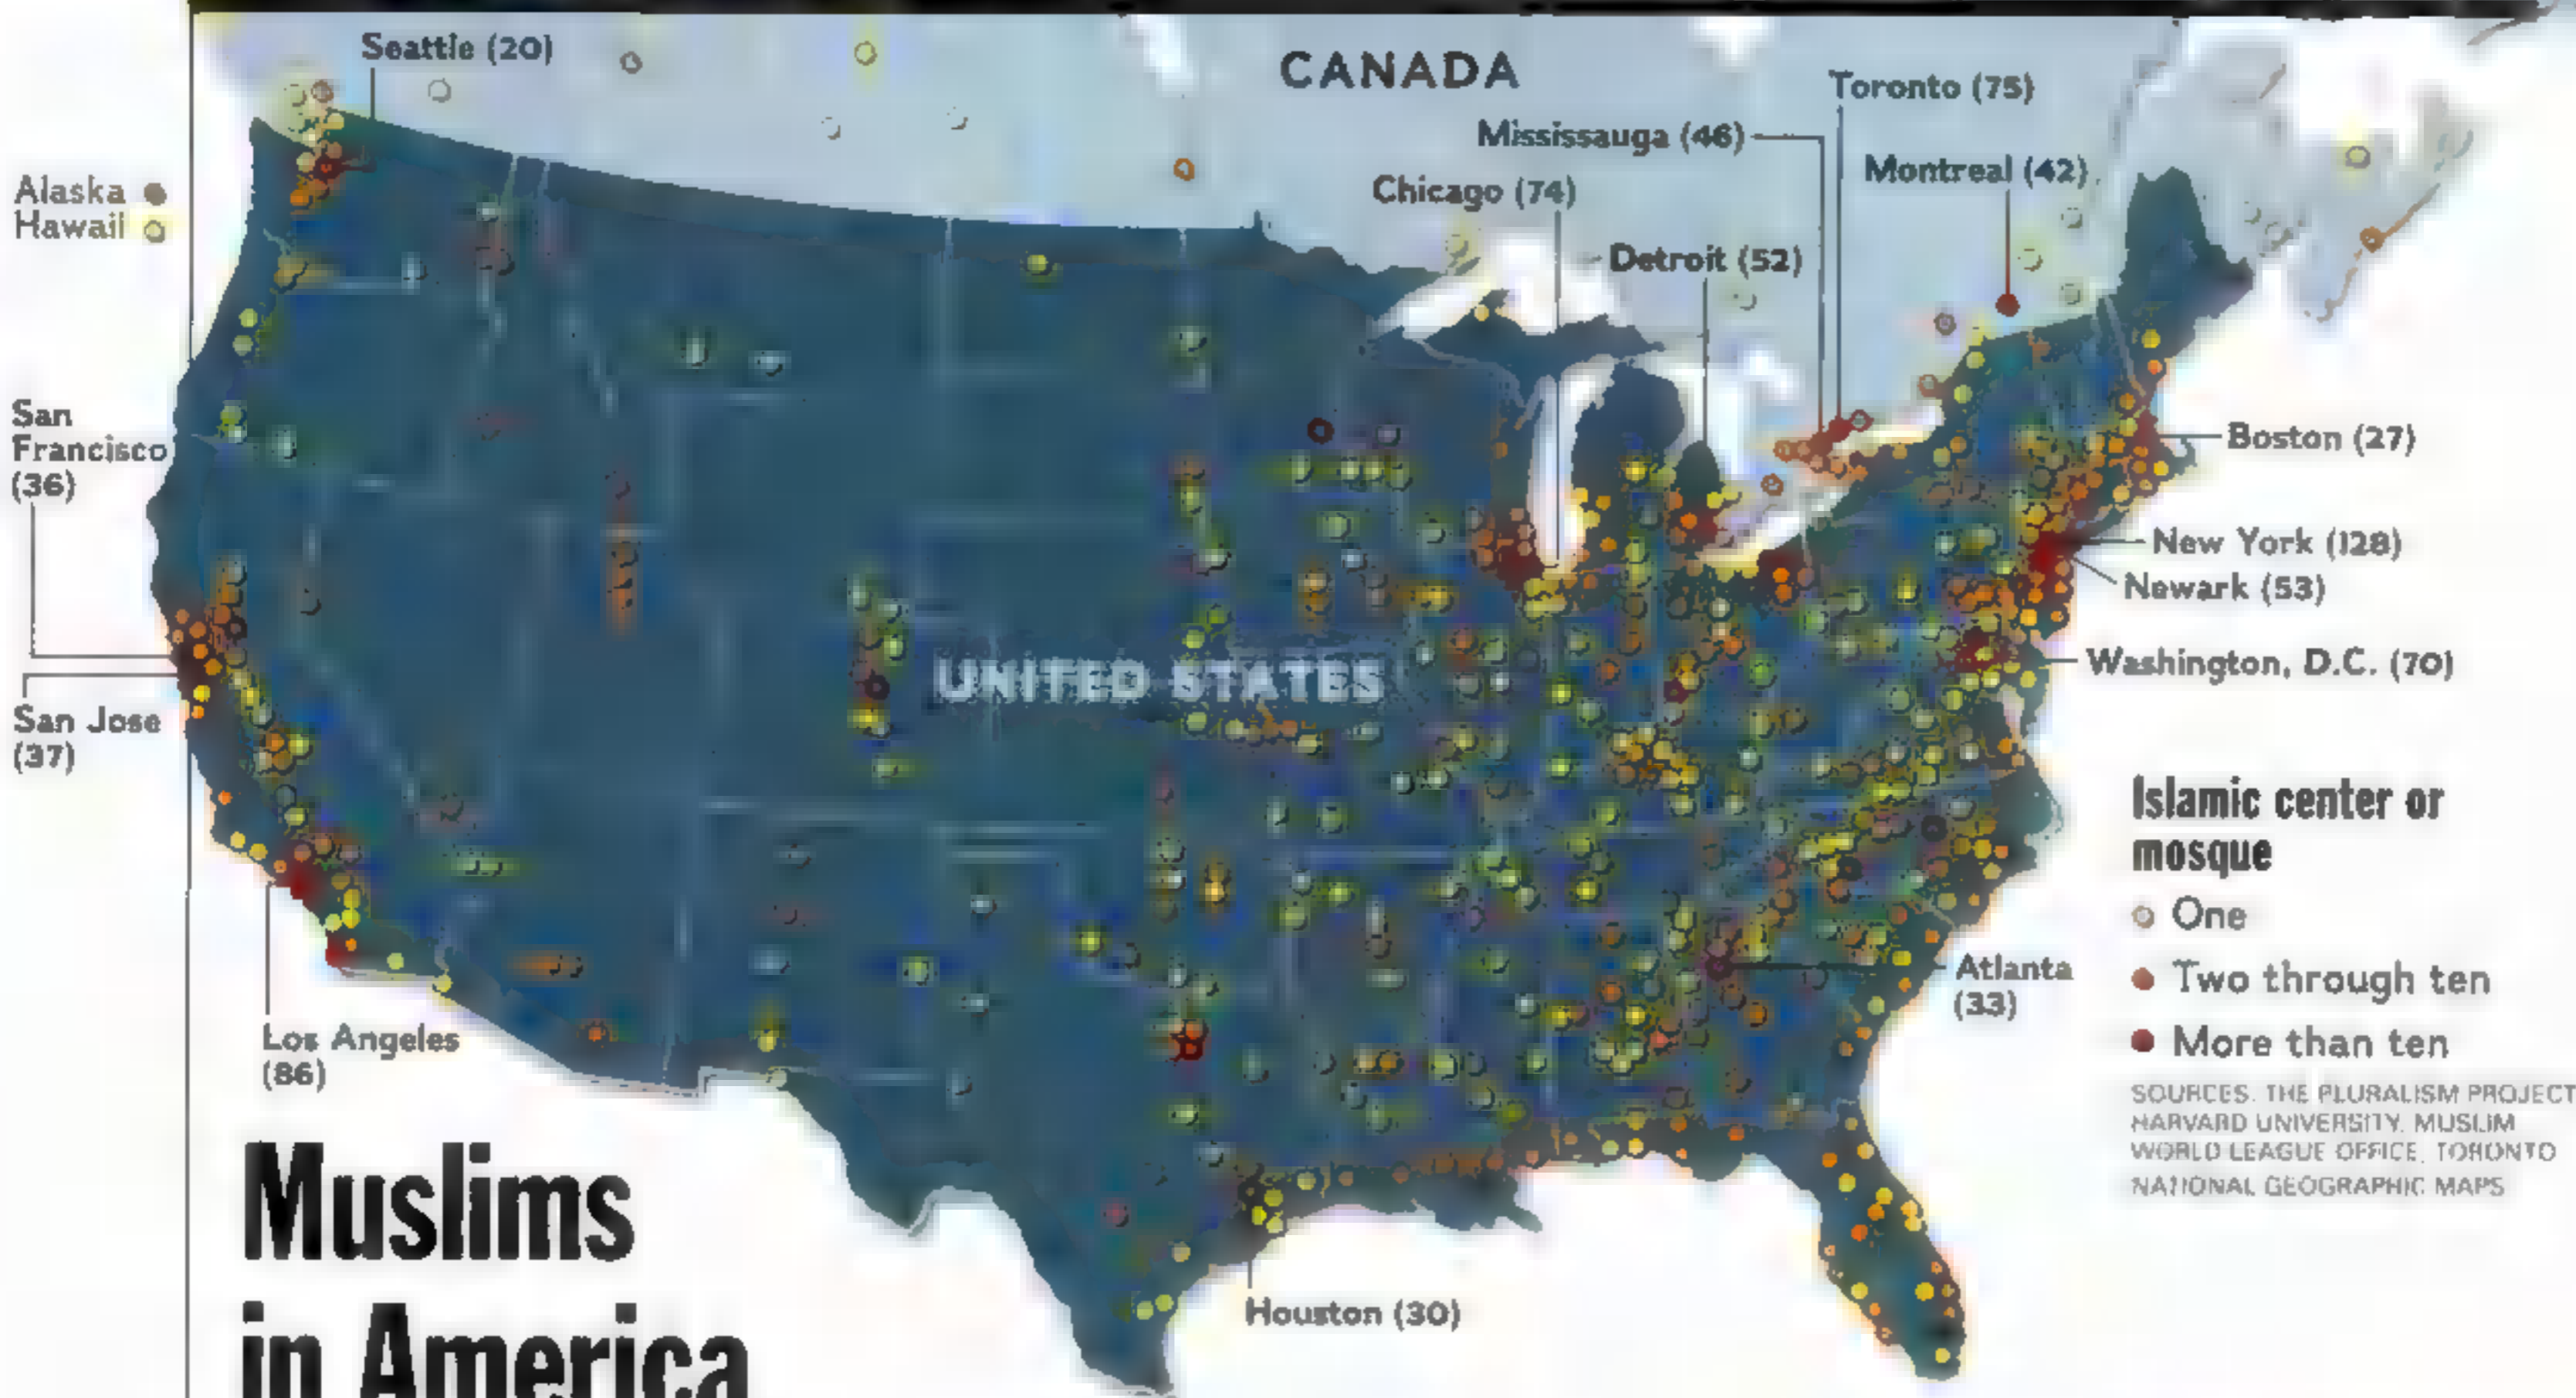 Seattle (20)
CANADA
Toronto (75)
Mississauga (46)
Montreal (42)
Chicago (74)
Alaska
Hawaii
Detroit (52)
San
Francisco
(36)
Boston (27)
New York (128)
Newark (53)
UNITED STATES
Washington, D.C. (70)
San Jose
(37)
Islamic center or
mosque
One
Two through ten
More than ten
Atlanta
(33)
Los Angeles
(86)
SOURCES: THE PLURALISM PROJECT
HARVARD UNIVERSITY, MUSLIM
WORLD LEAGUE OFFICE, TORONTO
NATIONAL GEOGRAPHIC MAPS
Houston (30)
Muslims
in America